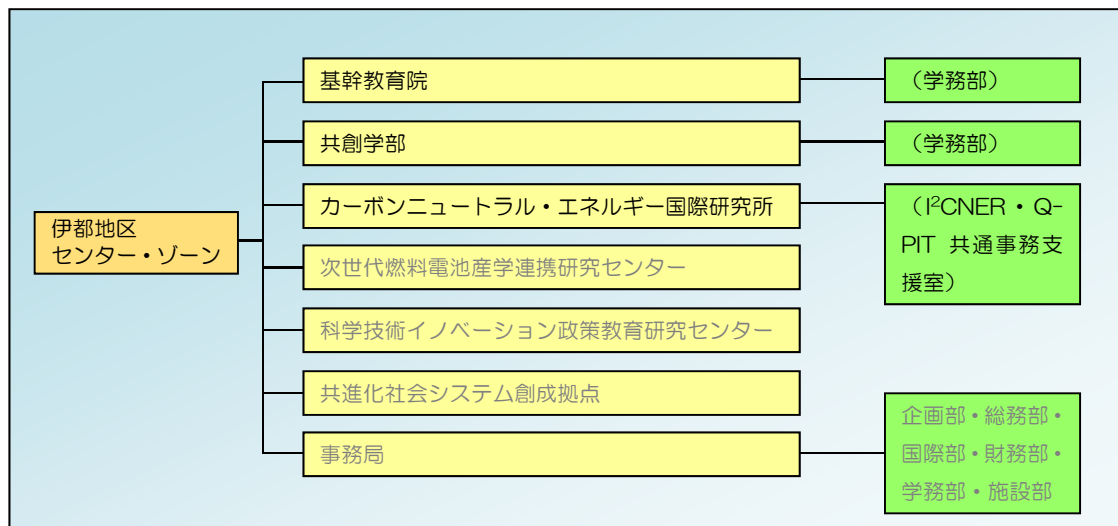 伊都地区
センター・ゾーン
基幹教育院
（学務部）
共創学部
（学務部）
カーボンニュートラル・エネルギー国際研究所
（I²CNER・Q-
PIT 共通事務支
援室）
次世代燃料電池産学連携研究センター
科学技術イノベーション政策教育研究センター
共進化社会システム創成拠点
事務局
企画部・総務部・
国際部・財務部・
学務部・施設部